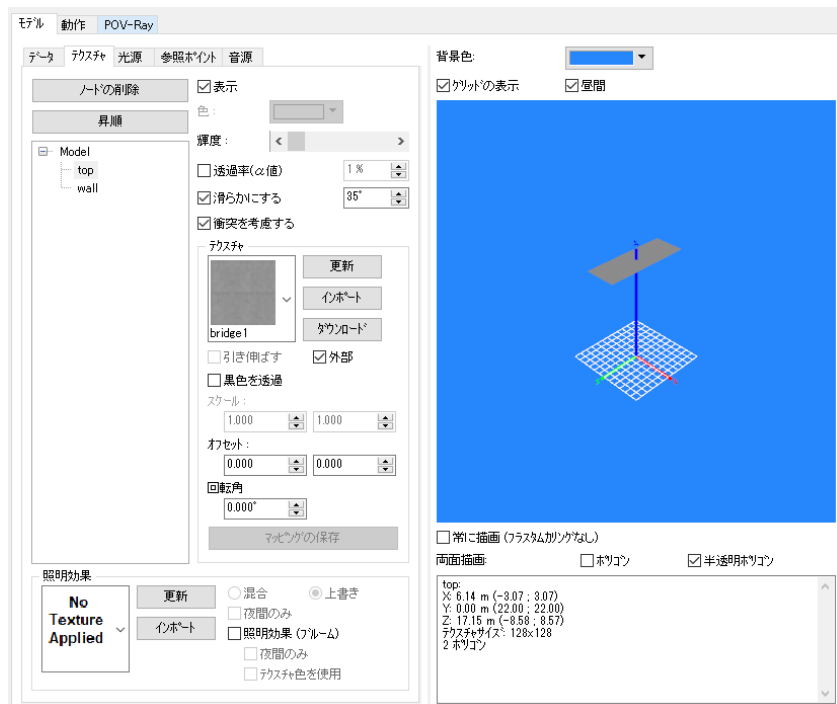 モデル 動作 POV-Ray
データ テクスチャ 光源 参照ポイント 音源
ノードの削除
昇順
Model
top
wall
表示
色:
輝度:
透過率(α値) 1 %
滑らかにする 35°
衝突を考慮する
テクスチャ
bridge1
更新
インポート
ダウンロード
引き伸ばす 外部
黒色を透過
スケール:
1.000 1.000
オフセット:
0.000 0.000
回転角
0.000°
マッピングの保存
照明効果
No
Texture
Applied
更新
インポート
混合 上書き
夜間のみ
照明効果 (ブルーム)
夜間のみ
テクスチャ色を使用
背景色:
グリッドの表示 昼間
常に描画 (フラスタムカリングなし)
両面描画: ポリゴン 半透明ポリゴン
top:
X: 6.14 m (-3.07 ; 3.07)
Y: 0.00 m (22.00 ; 22.00)
Z: 17.15 m (-8.58 ; 8.57)
テクスチャサイズ: 128x128
2 ポリゴン